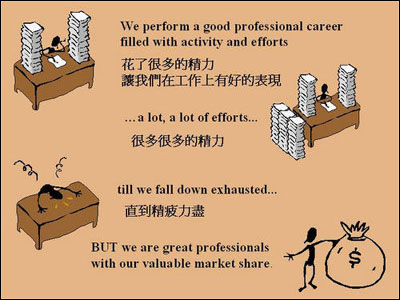 We perform a good professional career
filled with activity and efforts
花了很多的精力
讓我們在工作上有好的表現
...a lot, a lot of efforts...
很多很多的精力
till we fall down exhausted...
直到精疲力盡
BUT we are great professionals
with our valuable market share.
$